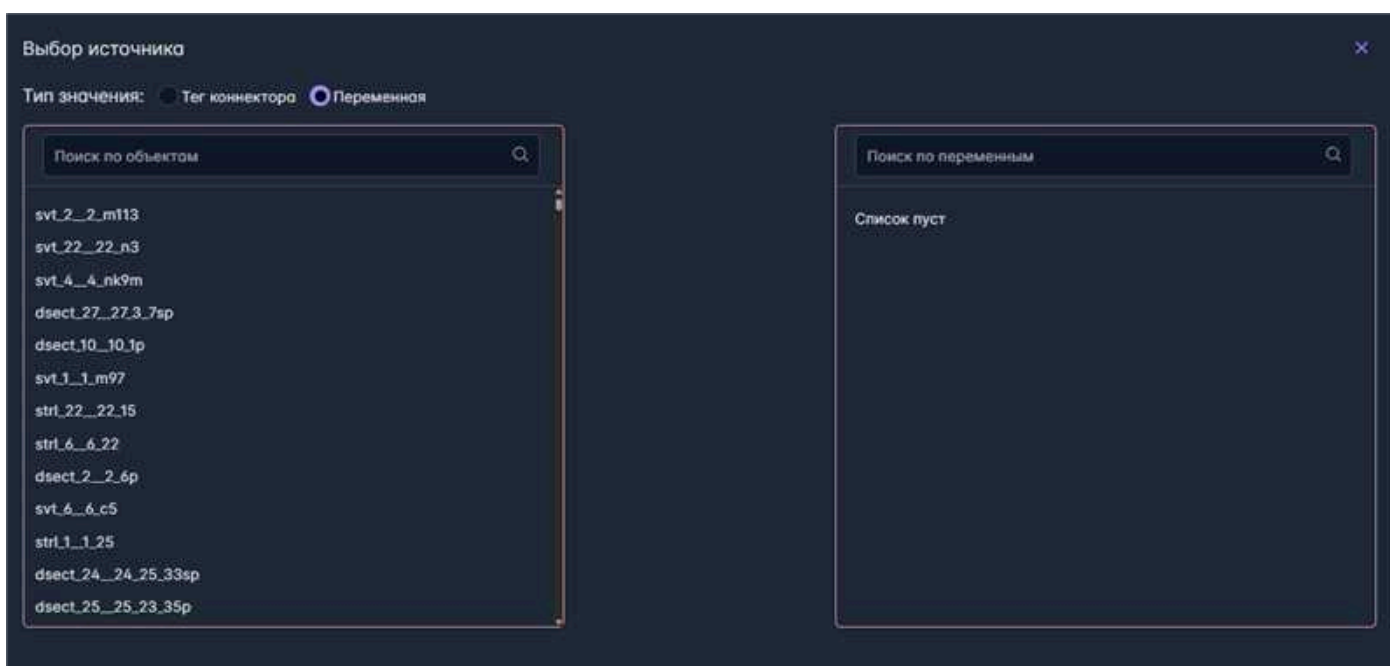 Выбор источника
Тип значения: Тег коннектора Переменная
Поиск по объектам
svt_2__2_m113
svt_22__22_n3
svt_4__4_nk9m
dsect_27__27_3_7sp
dsect_10__10_1p
svt_1__1_m97
strl_22__22_15
strl_6__6_22
dsect_2__2_6p
svt_6__6_c5
strl_1__1_25
dsect_24__24_25_33sp
dsect_25__25_23_35p
Поиск по переменным
Список пуст